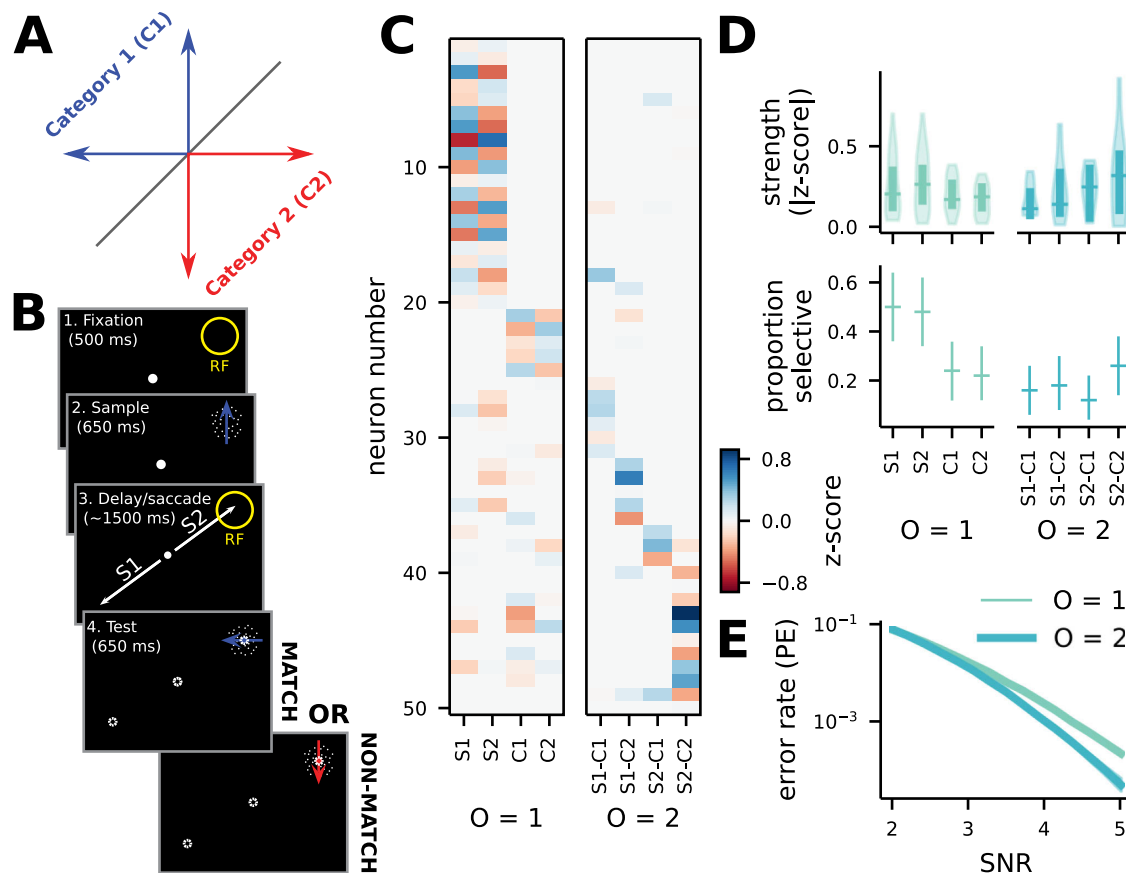 A
Category 1 (C1)
Category 2 (C2)
B
1. Fixation
(500 ms)
RF
2. Sample
(650 ms)
3. Delay/saccade
(~1500 ms)
S2
RF
S1
4. Test
(650 ms)
MATCH
OR
NON-MATCH
C
neuron number
10
20
30
40
50
S1 S2 C1 C2
O = 1
S1-C1 S1-C2 S2-C1 S2-C2
O = 2
z-score
0.8
0.0
−0.8
D
strength
(|z-score|)
0.5
0.0
proportion
selective
0.6
0.4
0.2
S1 S2 C1 C2
O = 1
S1-C1 S1-C2 S2-C1 S2-C2
O = 2
E
O = 1
O = 2
error rate (PE)
10⁻¹
10⁻³
2 3 4 5
SNR